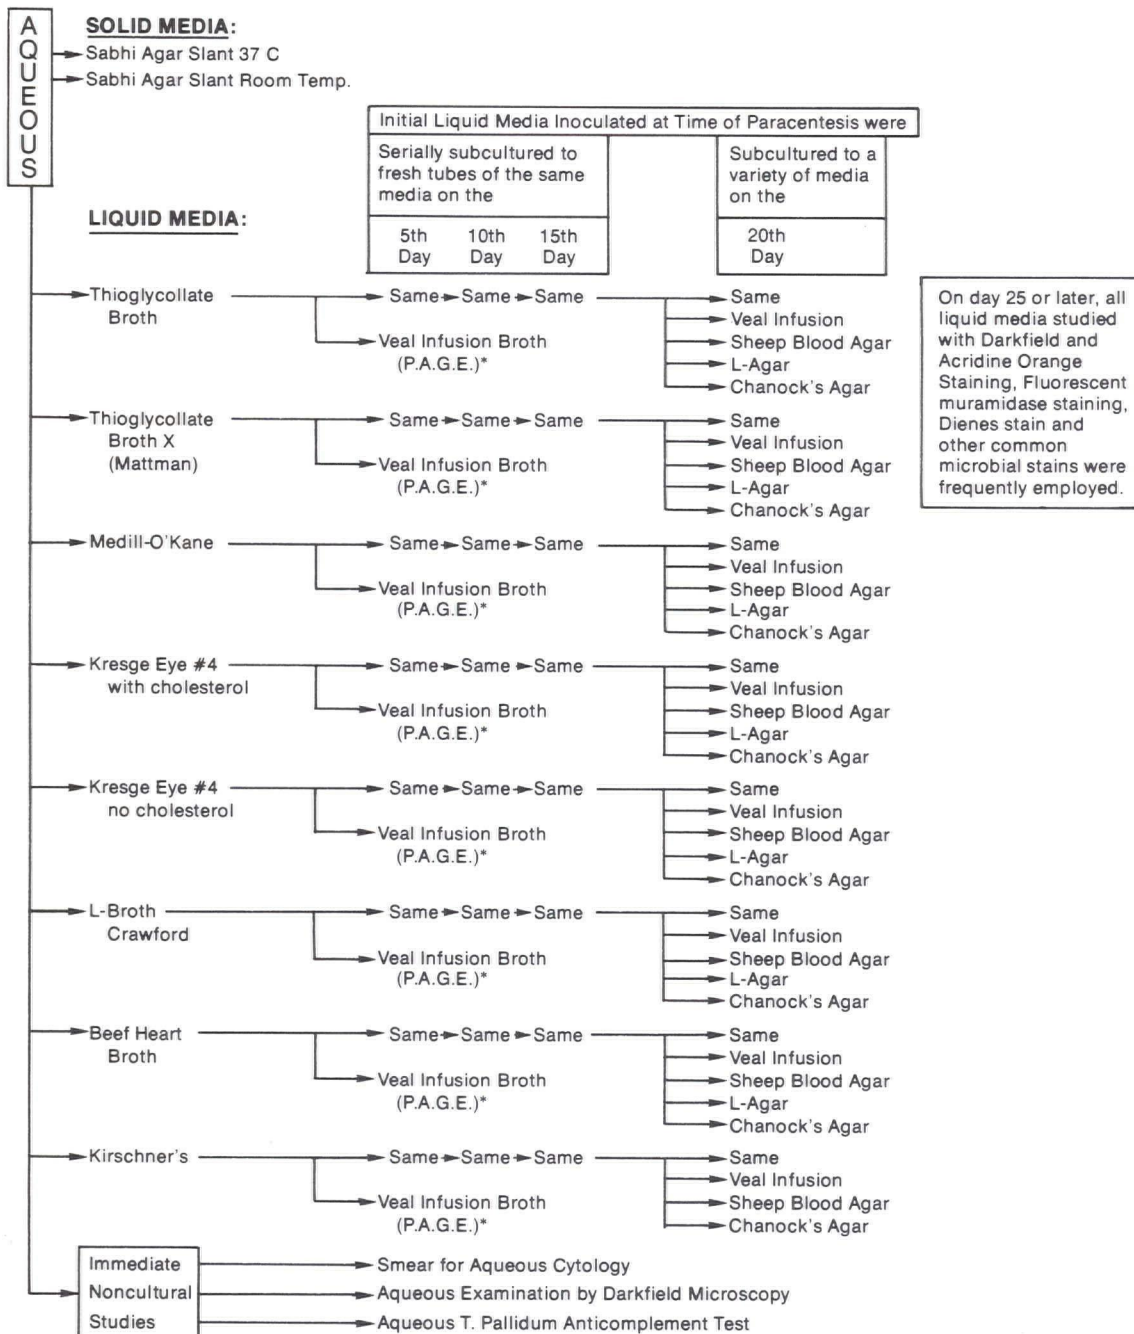 AQUEOUS
SOLID MEDIA:
Sabhi Agar Slant 37 C
Sabhi Agar Slant Room Temp.
Initial Liquid Media Inoculated at Time of Paracentesis were
Serially subcultured to
fresh tubes of the same
media on the
Subcultured to a
variety of media
on the
LIQUID MEDIA:
5th 10th 15th
Day Day Day
20th
Day
Thioglycollate
Broth
Same Same Same
Veal Infusion Broth
(P.A.G.E.)*
Same
Veal Infusion
Sheep Blood Agar
L-Agar
Chanock's Agar
On day 25 or later, all
liquid media studied
with Darkfield and
Acridine Orange
Staining, Fluorescent
muramidase staining,
Dienes stain and
other common
microbial stains were
frequently employed.
Thioglycollate
Broth X
(Mattman)
Same Same Same
Veal Infusion Broth
(P.A.G.E.)*
Same
Veal Infusion
Sheep Blood Agar
L-Agar
Chanock's Agar
Medill-O'Kane
Same Same Same
Veal Infusion Broth
(P.A.G.E.)*
Same
Veal Infusion
Sheep Blood Agar
L-Agar
Chanock's Agar
Kresge Eye #4
with cholesterol
Same Same Same
Veal Infusion Broth
(P.A.G.E.)*
Same
Veal Infusion
Sheep Blood Agar
L-Agar
Chanock's Agar
Kresge Eye #4
no cholesterol
Same Same Same
Veal Infusion Broth
(P.A.G.E.)*
Same
Veal Infusion
Sheep Blood Agar
L-Agar
Chanock's Agar
L-Broth
Crawford
Same Same Same
Veal Infusion Broth
(P.A.G.E.)*
Same
Veal Infusion
Sheep Blood Agar
L-Agar
Chanock's Agar
Beef Heart
Broth
Same Same Same
Veal Infusion Broth
(P.A.G.E.)*
Same
Veal Infusion
Sheep Blood Agar
L-Agar
Chanock's Agar
Kirschner's
Same Same Same
Veal Infusion Broth
(P.A.G.E.)*
Same
Veal Infusion
Sheep Blood Agar
Chanock's Agar
Immediate
Noncultural
Studies
Smear for Aqueous Cytology
Aqueous Examination by Darkfield Microscopy
Aqueous T. Pallidum Anticomplement Test